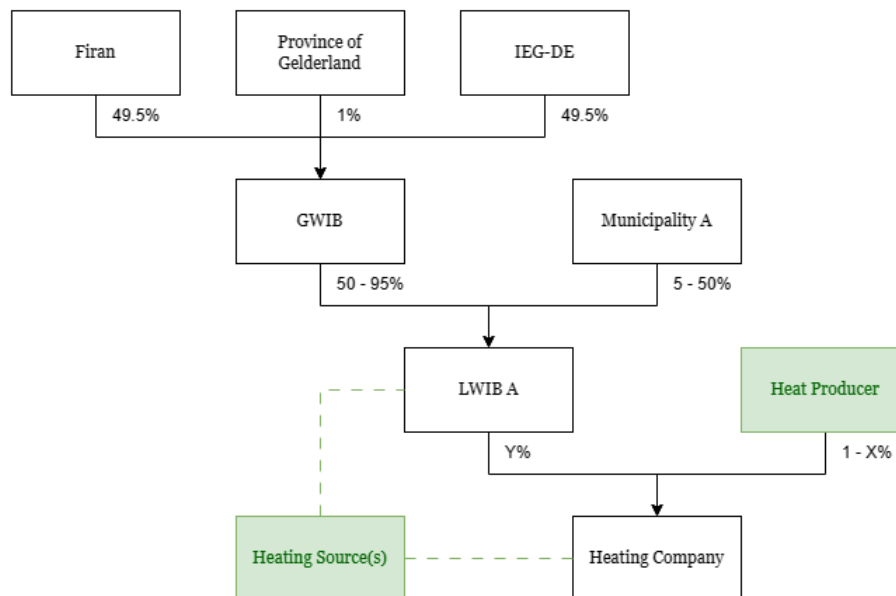 Firan
Province of
Gelderland
IEG-DE
49.5%
1%
49.5%
GWIB
Municipality A
50 - 95%
5 - 50%
LWIB A
Heat Producer
Y%
1 - X%
Heating Source(s)
Heating Company